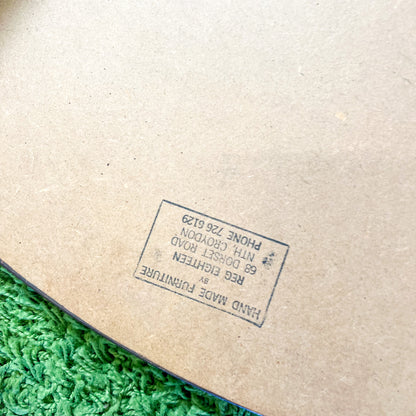 HAND MADE FURNITURE
BY
REG EIGHTEEN
68 DORSET ROAD
NTH, CROYDON
PHONE 726 6129